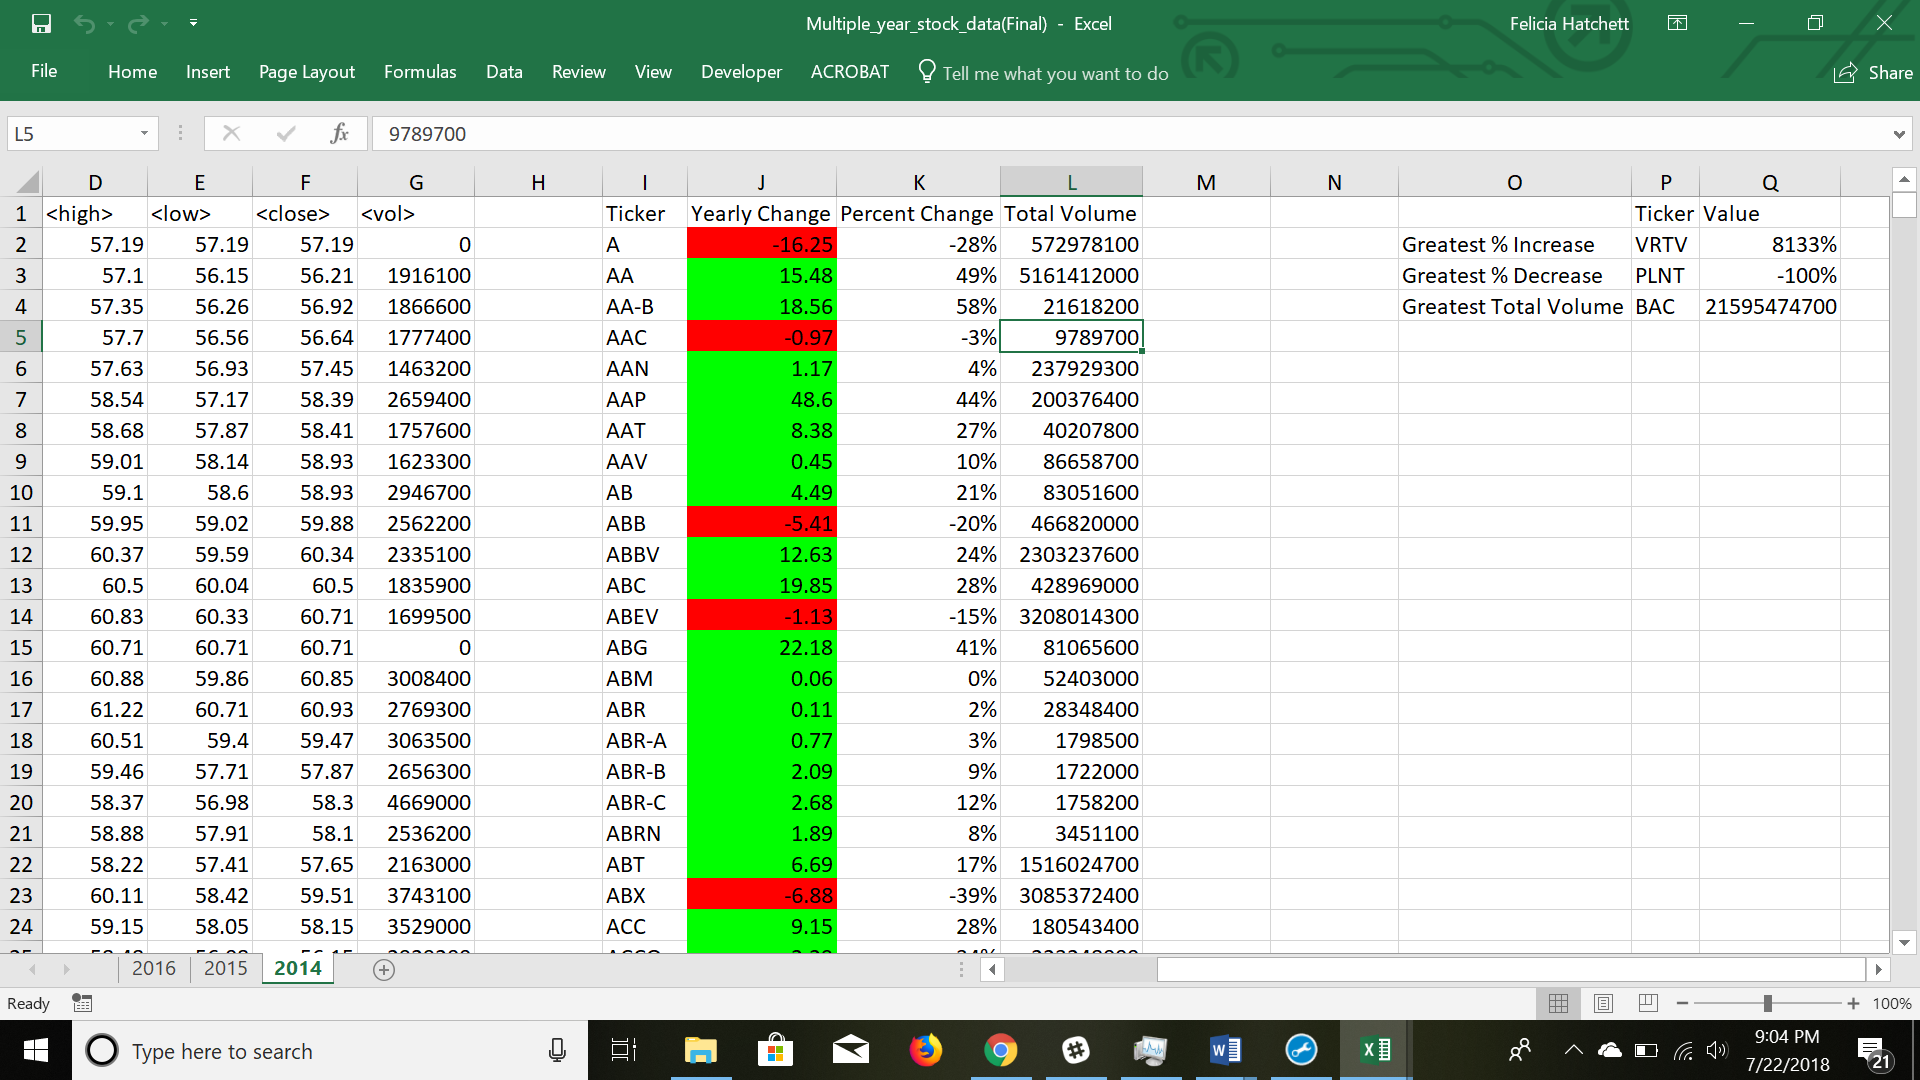 Multiple_year_stock_data(Final) - Excel Felicia Hatchett
File Home Insert Page Layout Formulas Data Review View Developer ACROBAT Tell me what you want to do Share
L5 fx 9789700
D E F G H I J K L M N O P Q
1 <high> <low> <close> <vol> Ticker Yearly Change Percent Change Total Volume Ticker Value
2 57.19 57.19 57.19 0 A -16.25 -28% 572978100 Greatest % Increase VRTV 8133%
3 57.1 56.15 56.21 1916100 AA 15.48 49% 5161412000 Greatest % Decrease PLNT -100%
4 57.35 56.26 56.92 1866600 AA-B 18.56 58% 21618200 Greatest Total Volume BAC 21595474700
5 57.7 56.56 56.64 1777400 AAC -0.97 -3% 9789700
6 57.63 56.93 57.45 1463200 AAN 1.17 4% 237929300
7 58.54 57.17 58.39 2659400 AAP 48.6 44% 200376400
8 58.68 57.87 58.41 1757600 AAT 8.38 27% 40207800
9 59.01 58.14 58.93 1623300 AAV 0.45 10% 86658700
10 59.1 58.6 58.93 2946700 AB 4.49 21% 83051600
11 59.95 59.02 59.88 2562200 ABB -5.41 -20% 466820000
12 60.37 59.59 60.34 2335100 ABBV 12.63 24% 2303237600
13 60.5 60.04 60.5 1835900 ABC 19.85 28% 428969000
14 60.83 60.33 60.71 1699500 ABEV -1.13 -15% 3208014300
15 60.71 60.71 60.71 0 ABG 22.18 41% 81065600
16 60.88 59.86 60.85 3008400 ABM 0.06 0% 52403000
17 61.22 60.71 60.93 2769300 ABR 0.11 2% 28348400
18 60.51 59.4 59.47 3063500 ABR-A 0.77 3% 1798500
19 59.46 57.71 57.87 2656300 ABR-B 2.09 9% 1722000
20 58.37 56.98 58.3 4669000 ABR-C 2.68 12% 1758200
21 58.88 57.91 58.1 2536200 ABRN 1.89 8% 3451100
22 58.22 57.41 57.65 2163000 ABT 6.69 17% 1516024700
23 60.11 58.42 59.51 3743100 ABX -6.88 -39% 3085372400
24 59.15 58.05 58.15 3529000 ACC 9.15 28% 180543400
2016 2015 2014
Ready 100%
Type here to search
9:04 PM
7/22/2018
21